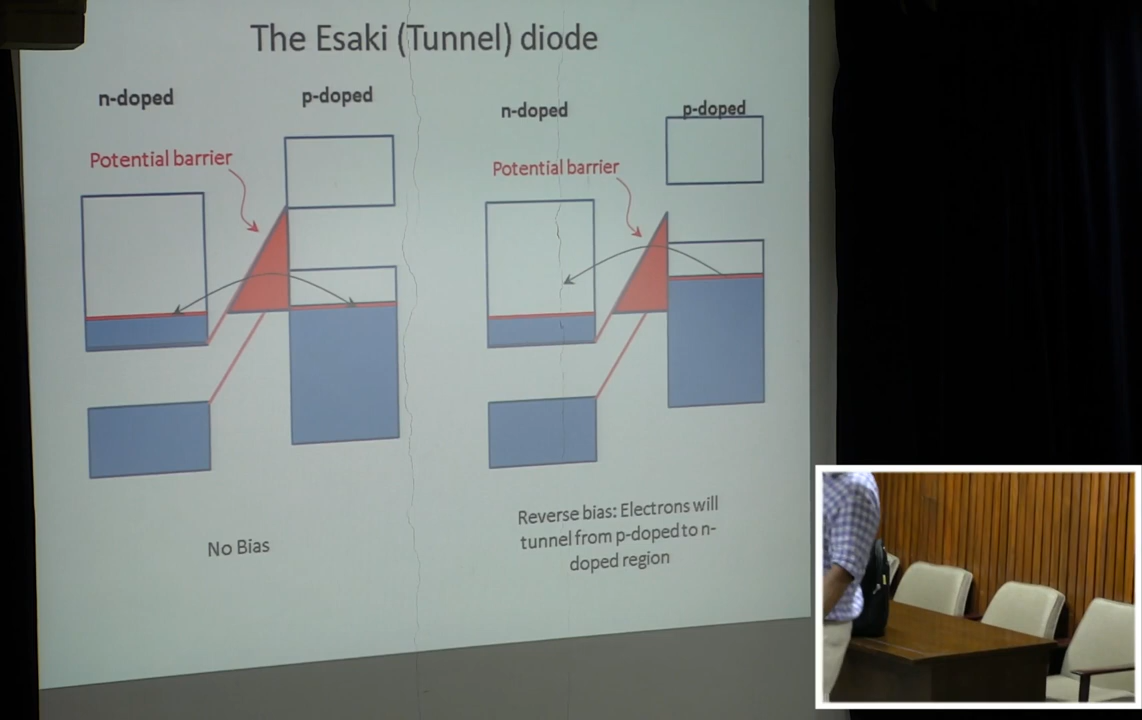 The Esaki (Tunnel) diode
n-doped
p-doped
Potential barrier
No Bias
n-doped
p-doped
Potential barrier
Reverse bias: Electrons will
tunnel from p-doped to n-
doped region